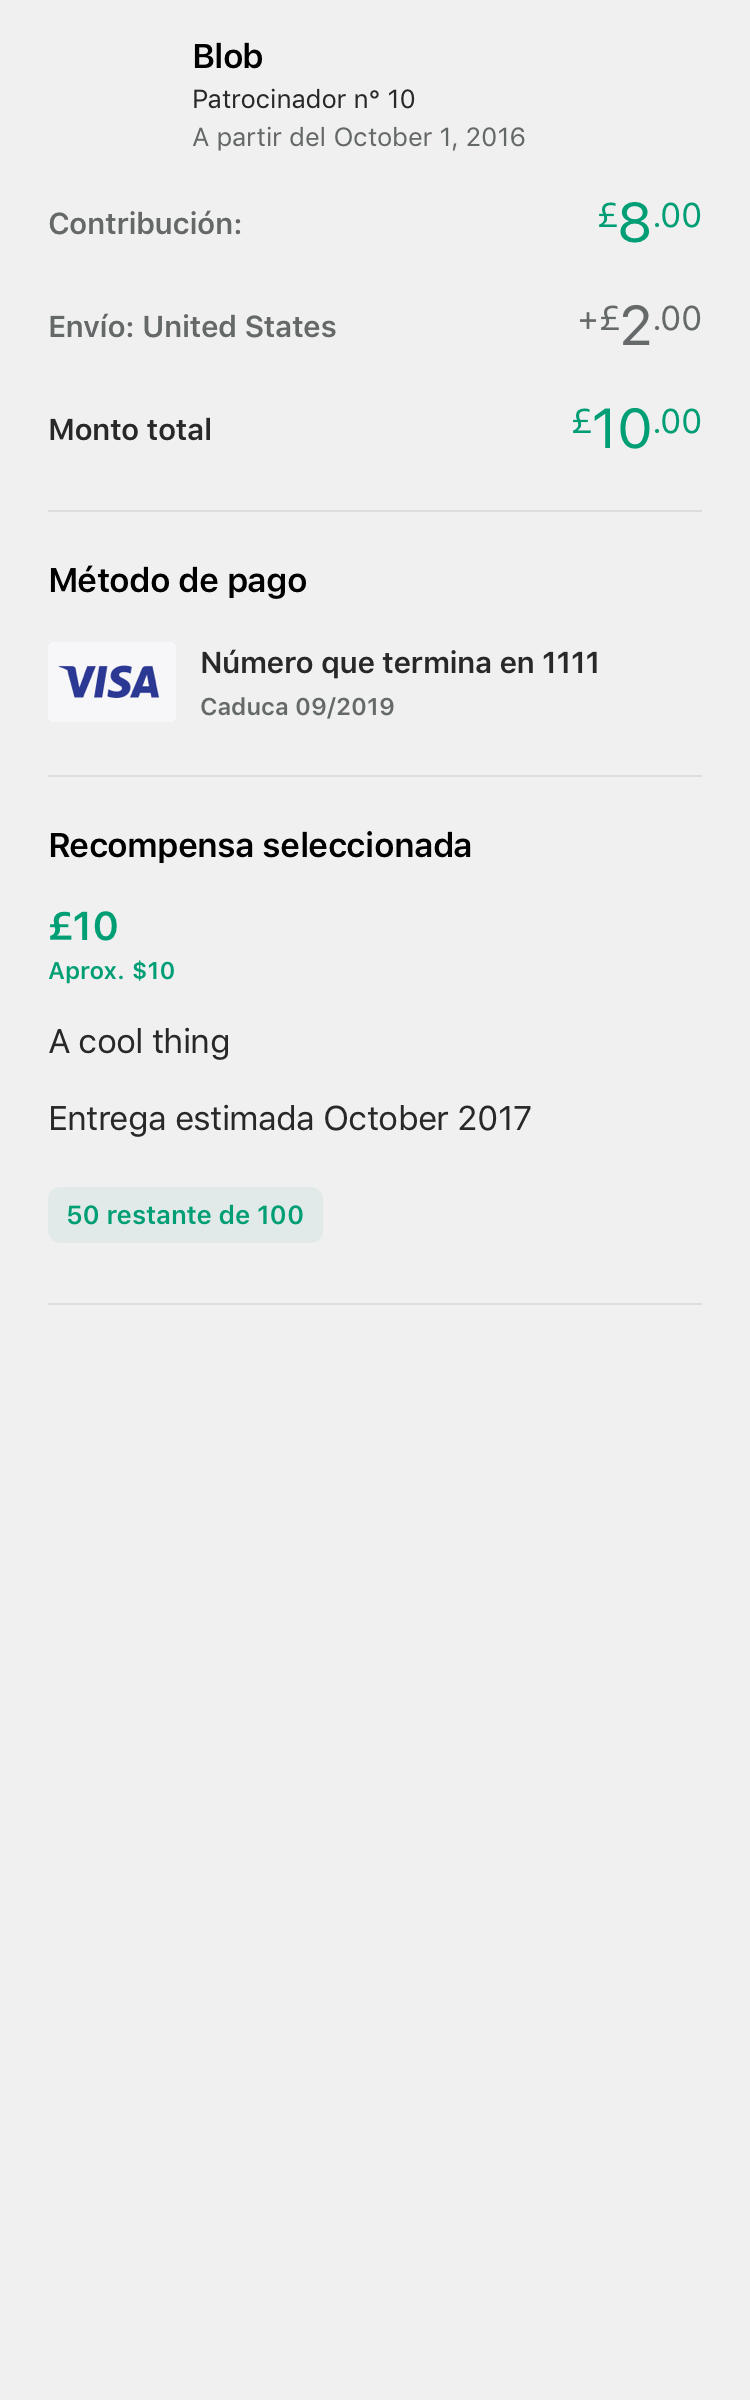 Blob
Patrocinador nº 10
A partir del October 1, 2016
Contribución: £8.00
Envío: United States +£2.00
Monto total £10.00
Método de pago
VISA
Número que termina en 1111
Caduca 09/2019
Recompensa seleccionada
£10
Aprox. $10
A cool thing
Entrega estimada October 2017
50 restante de 100